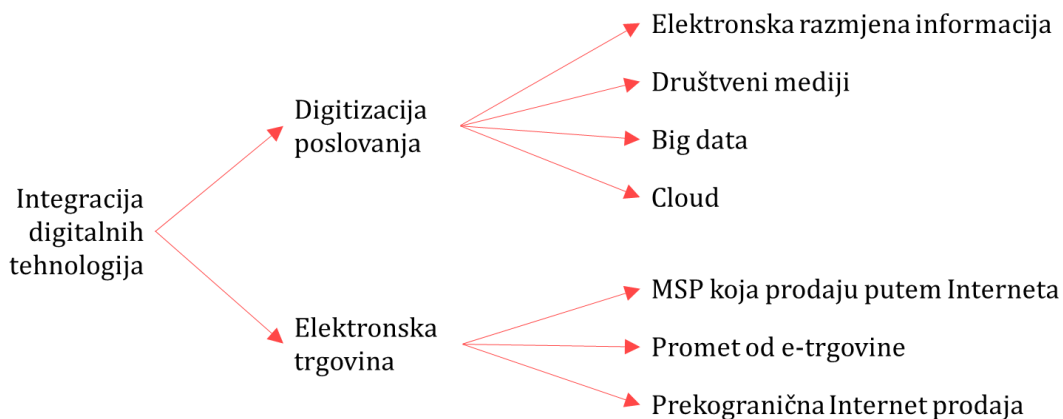 Integracija
digitalnih
tehnologija
Digitizacija
poslovanja
Elektronska razmjena informacija
Društveni mediji
Big data
Cloud
Elektronska
trgovina
MSP koja prodaju putem Interneta
Promet od e-trgovine
Prekogranična Internet prodaja